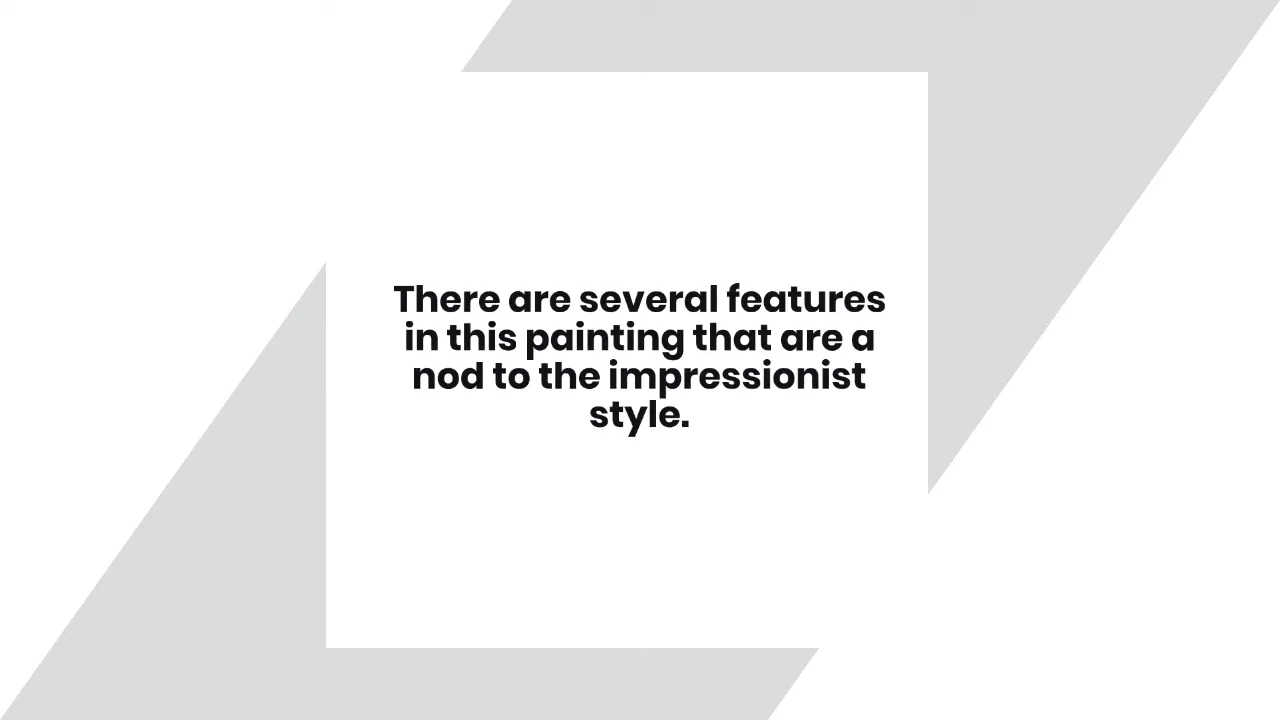 There are several features
in this painting that are a
nod to the impressionist
style.